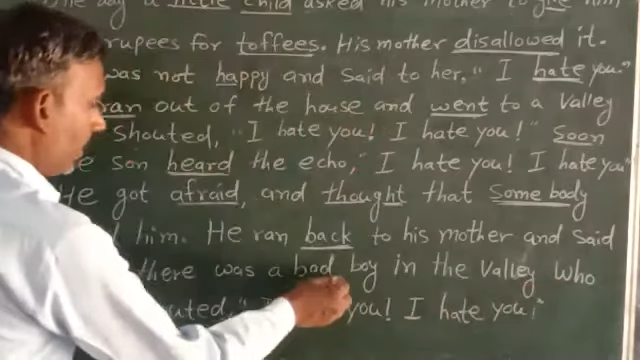 One day a little child asked his mother to give him
rupees for toffees. His mother disallowed it.
was not happy and said to her, " I hate you."
ran out of the house and went to a valley
Shouted, "I hate you! I hate you!" Soon
son heard the echo, "I hate you! I hate you"
He got afraid, and thought that Some body
him. He ran back to his mother and said
there was a bad boy in the valley who
you! I hate you!"